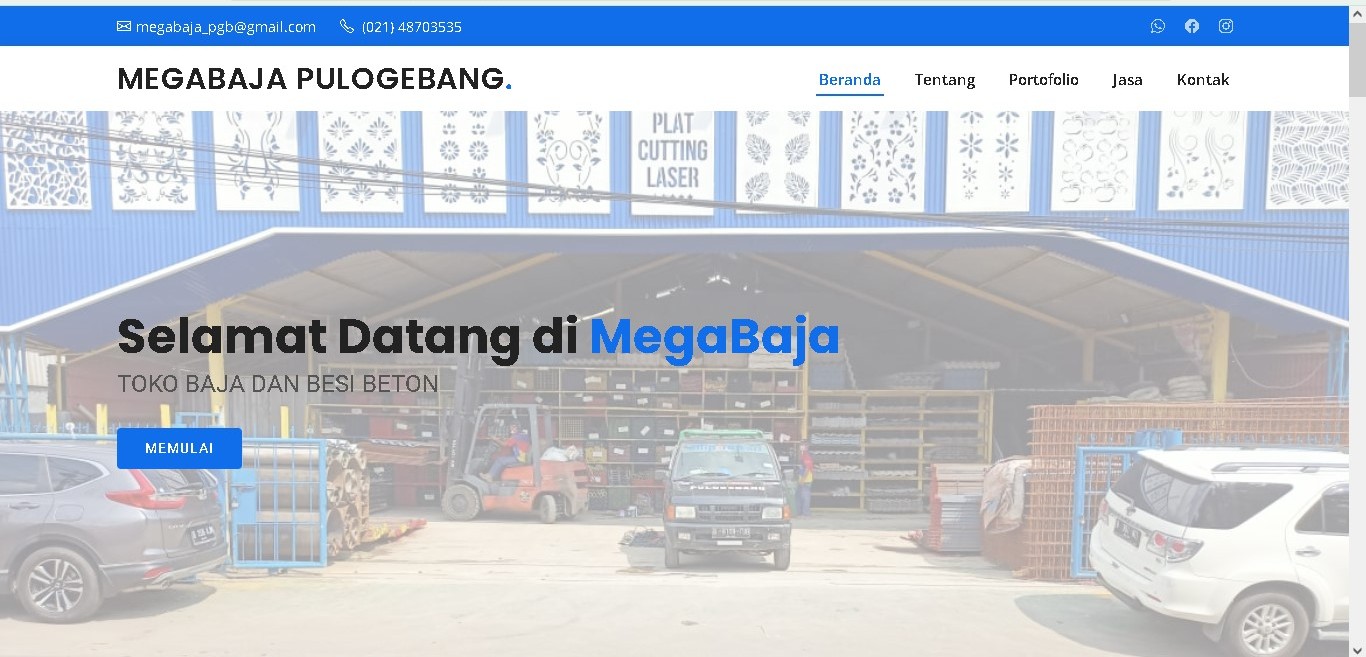 megabaja_pgb@gmail.com (021) 48703535
MEGABAJA PULOGEBANG.
Beranda Tentang Portofolio Jasa Kontak
PLAT
CUTTING
LASER
Selamat Datang di MegaBaja
TOKO BAJA DAN BESI BETON
MEMULAI
PULOGEBANG